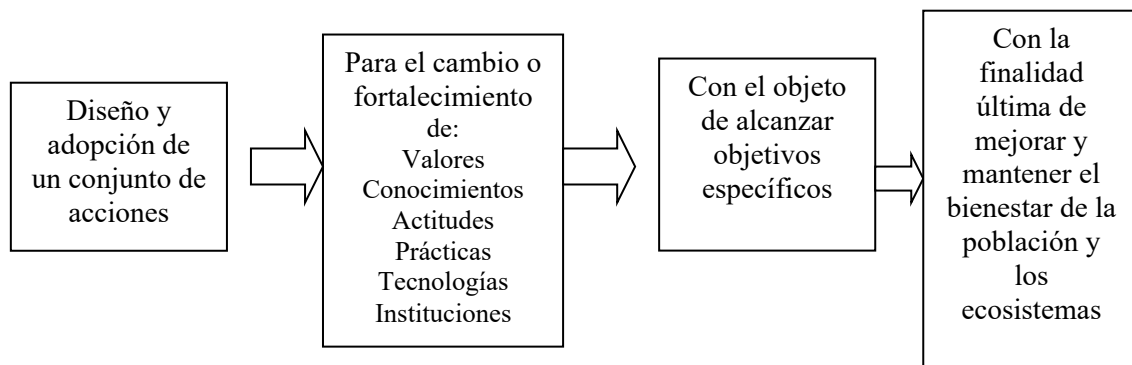 Diseño y
adopción de
un conjunto de
acciones
Para el cambio o
fortalecimiento
de:
Valores
Conocimientos
Actitudes
Prácticas
Tecnologías
Instituciones
Con el objeto
de alcanzar
objetivos
específicos
Con la
finalidad
última de
mejorar y
mantener el
bienestar de la
población y
los
ecosistemas